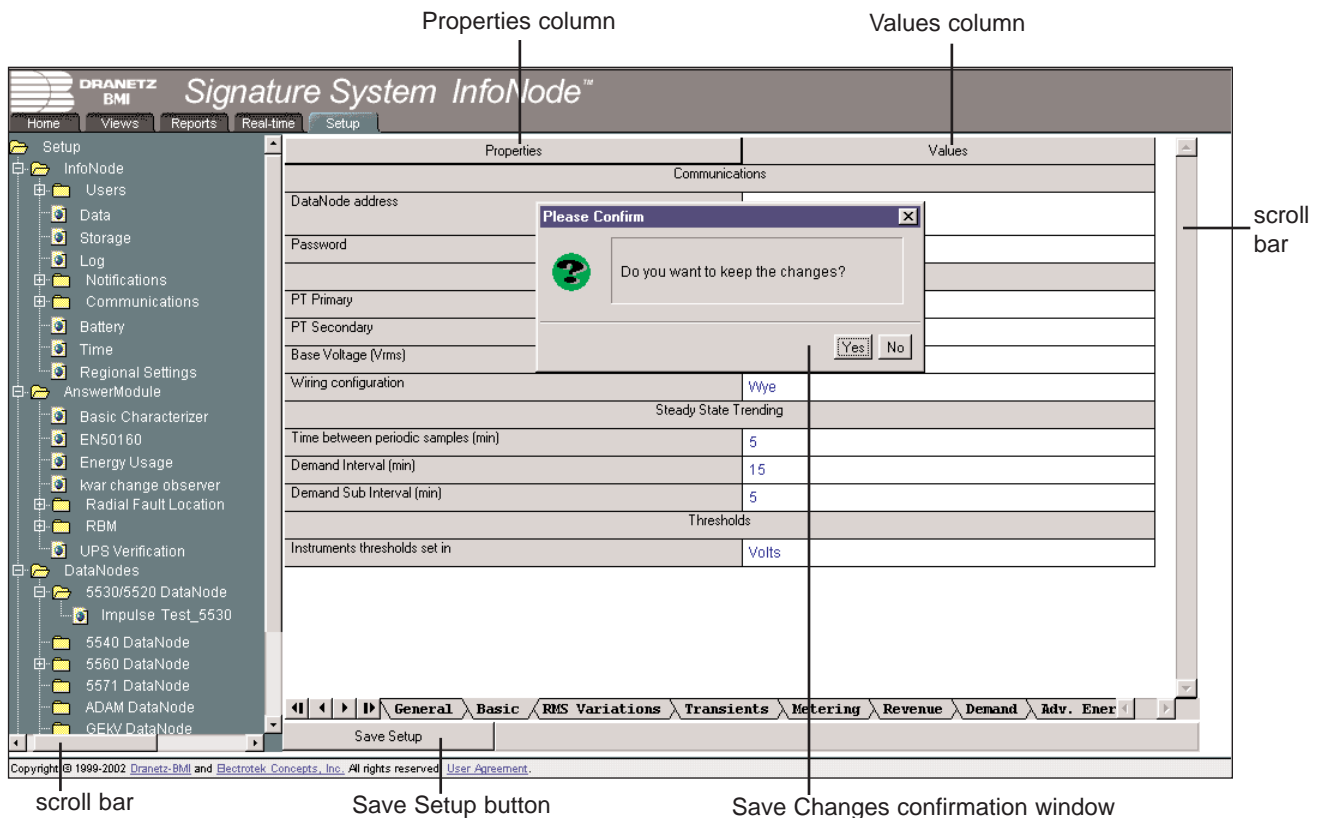 Properties column
Values column
DRANETZ
BMI
Signature System InfoNode™
Home Views Reports Real-time Setup
Setup
InfoNode
Users
Data
Storage
Log
Notifications
Communications
Battery
Time
Regional Settings
AnswerModule
Basic Characterizer
EN50160
Energy Usage
kvar change observer
Radial Fault Location
RBM
UPS Verification
DataNodes
5530/5520 DataNode
Impulse Test_5530
5540 DataNode
5560 DataNode
5571 DataNode
ADAM DataNode
GEkV DataNode
Properties Values
Communications
DataNode address
Password
PT Primary
PT Secondary
Base Voltage (Vrms)
Wiring configuration Wye
Steady State Trending
Time between periodic samples (min) 5
Demand Interval (min) 15
Demand Sub Interval (min) 5
Thresholds
Instruments thresholds set in Volts
Please Confirm
Do you want to keep the changes?
Yes No
General Basic RMS Variations Transients Metering Revenue Demand Adv. Ener
Save Setup
scroll
bar
Copyright © 1999-2002 Dranetz-BMI and Electrotek Concepts, Inc. All rights reserved. User Agreement.
scroll bar
Save Setup button
Save Changes confirmation window